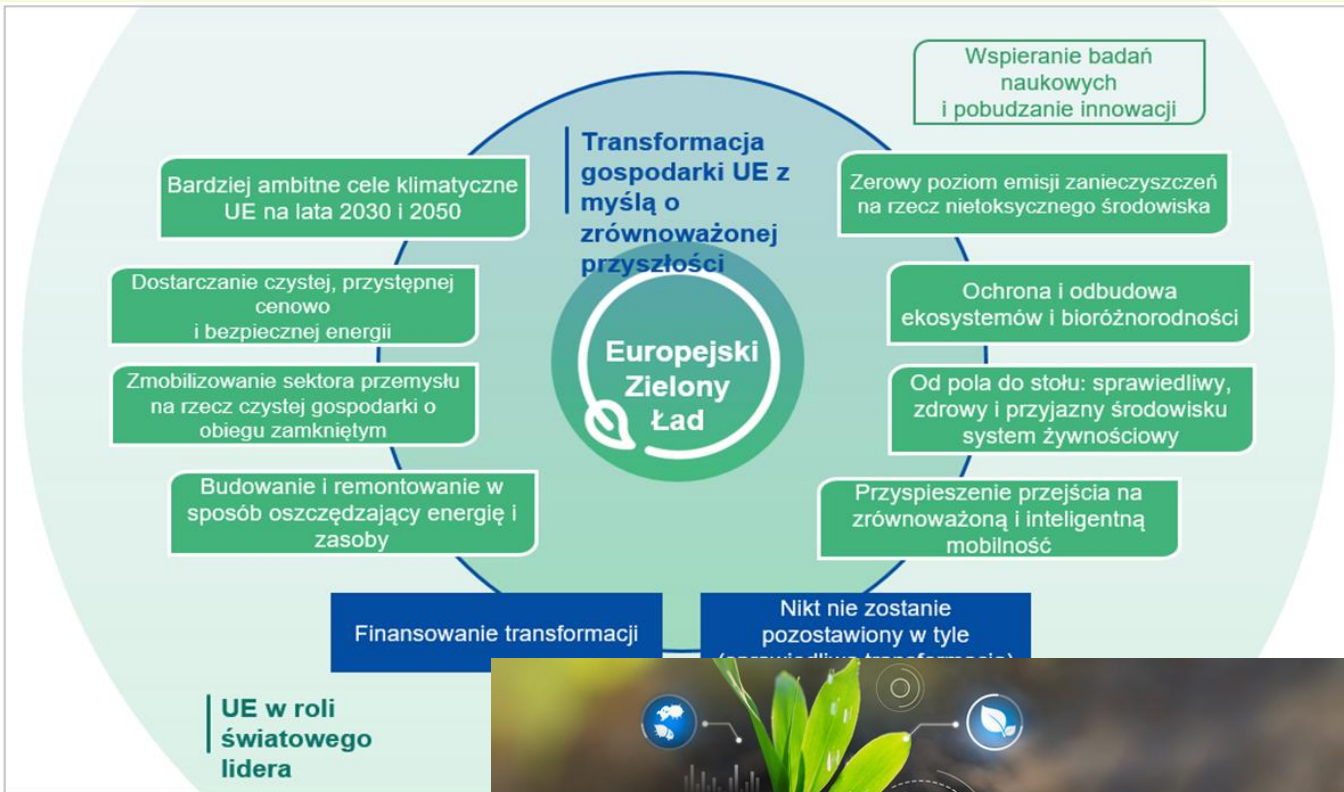 Wspieranie badań
naukowych
i pobudzanie innowacji
Transformacja
gospodarki UE z
myślą o
zrównoważonej
przyszłości
Bardziej ambitne cele klimatyczne
UE na lata 2030 i 2050
Zerowy poziom emisji zanieczyszczeń
na rzecz nietoksycznego środowiska
Dostarczanie czystej, przystępnej
cenowo
i bezpiecznej energii
Ochrona i odbudowa
ekosystemów i bioróżnorodności
Europejski
Zielony
Ład
Zmobilizowanie sektora przemysłu
na rzecz czystej gospodarki o
obiegu zamkniętym
Od pola do stołu: sprawiedliwy,
zdrowy i przyjazny środowisku
system żywnościowy
Budowanie i remontowanie w
sposób oszczędzający energię i
zasoby
Przyspieszenie przejścia na
zrównoważoną i inteligentną
mobilność
Finansowanie transformacji
Nikt nie zostanie
pozostawiony w tyle
(sprawiedliwa transformacja)
UE w roli
światowego
lidera